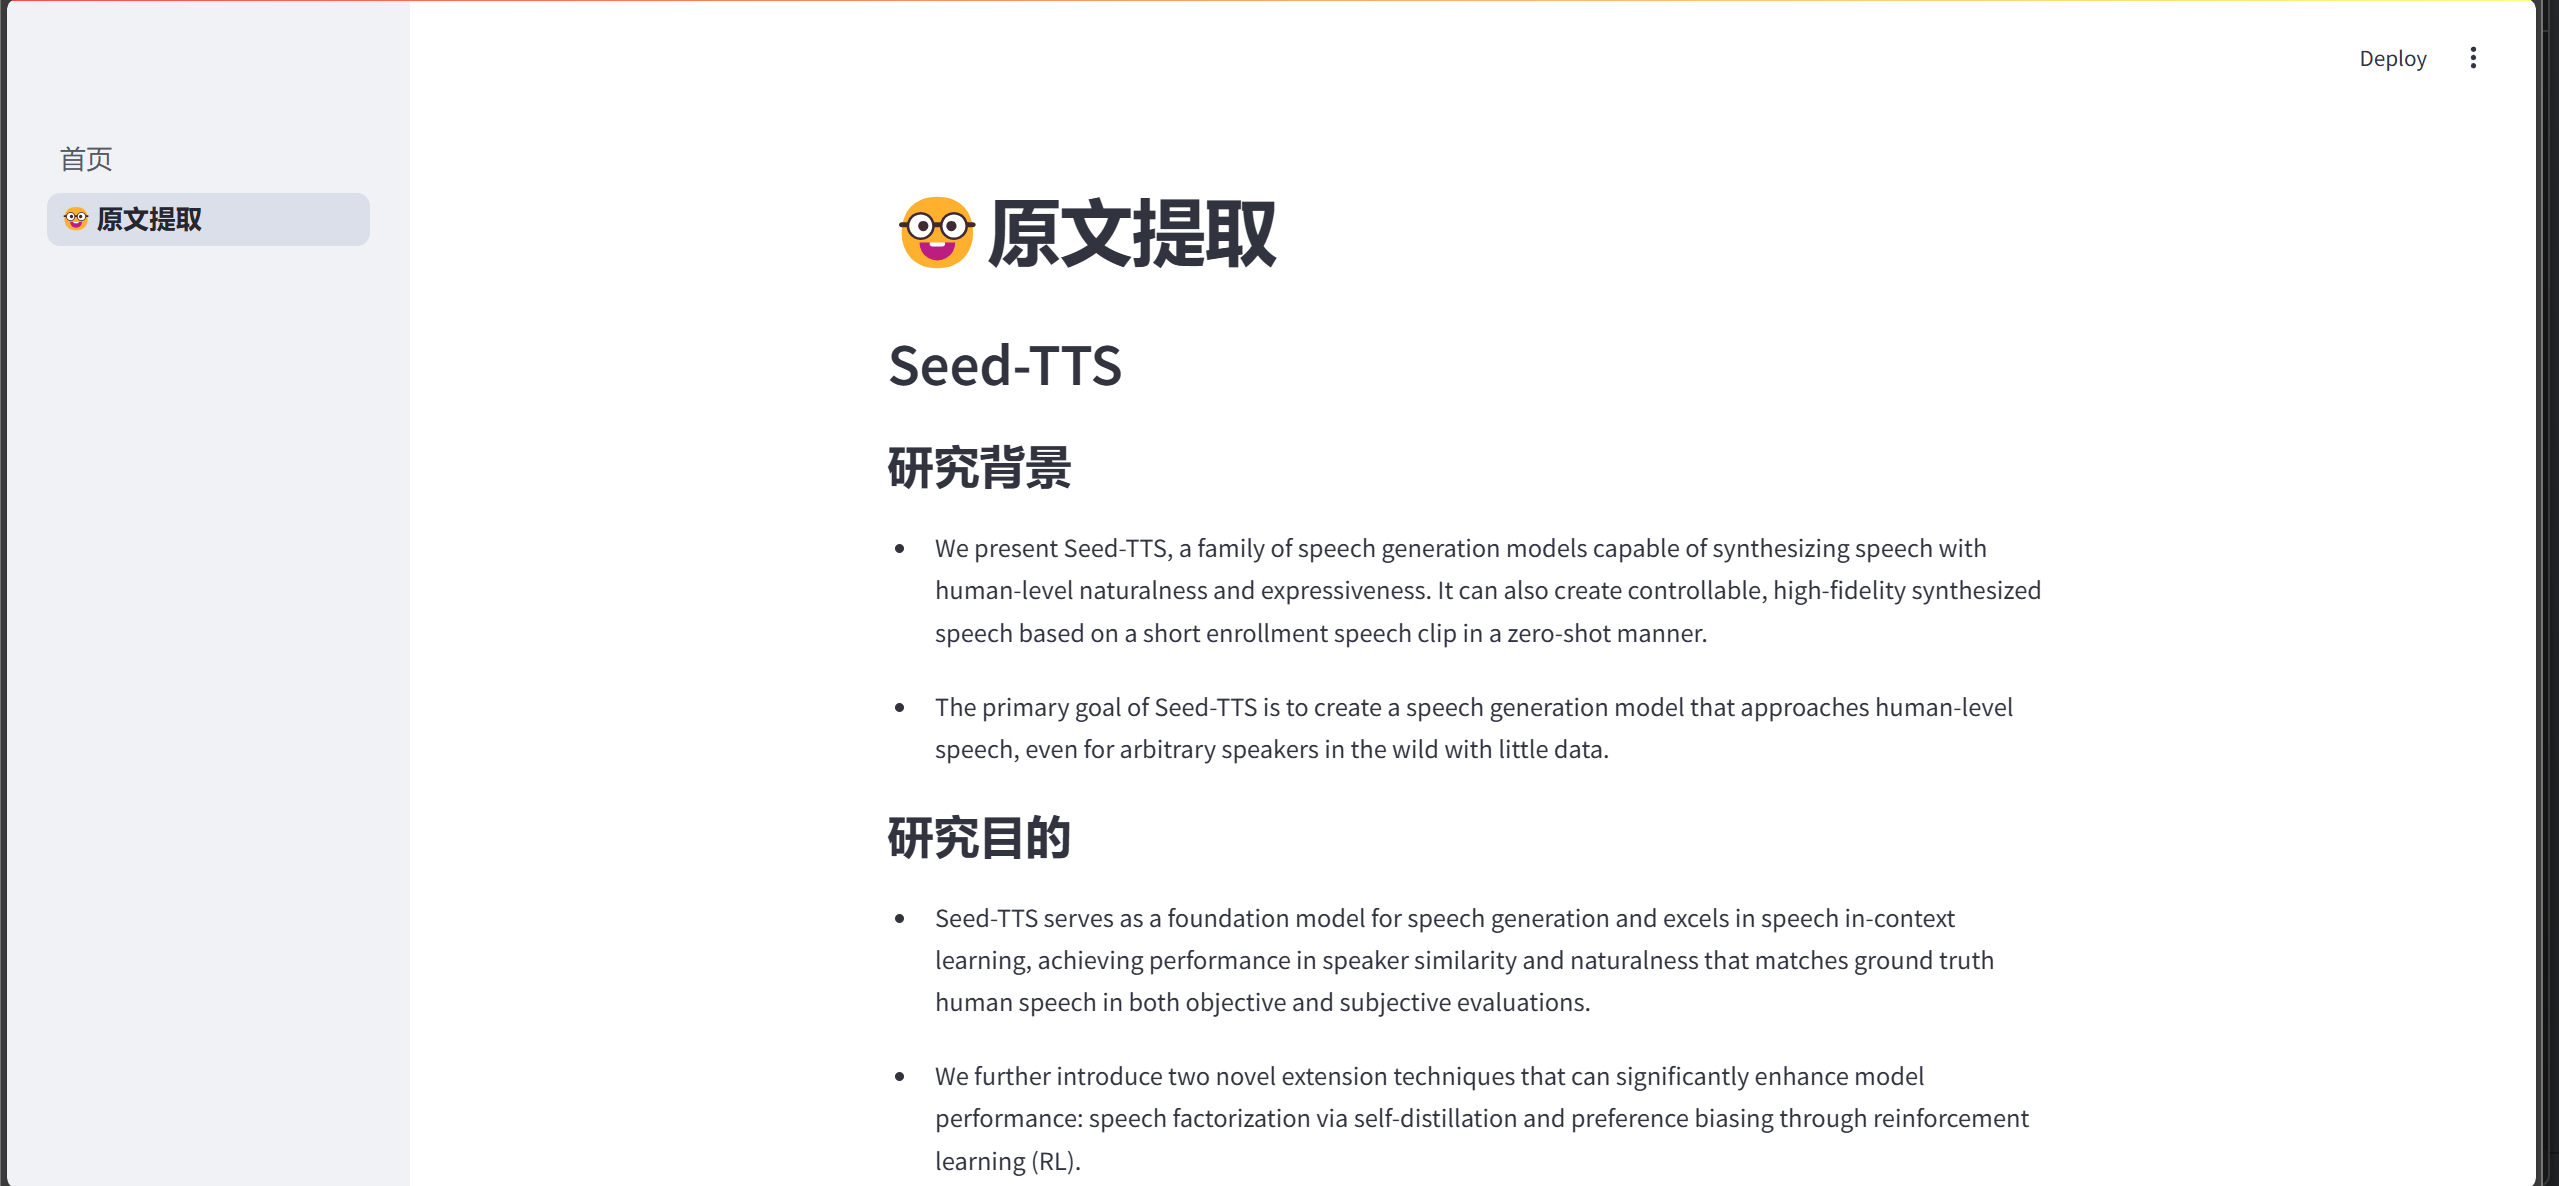 Deploy
首页
🤓 原文提取
🤓 原文提取
Seed-TTS
研究背景
We present Seed-TTS, a family of speech generation models capable of synthesizing speech with
human-level naturalness and expressiveness. It can also create controllable, high-fidelity synthesized
speech based on a short enrollment speech clip in a zero-shot manner.
The primary goal of Seed-TTS is to create a speech generation model that approaches human-level
speech, even for arbitrary speakers in the wild with little data.
研究目的
Seed-TTS serves as a foundation model for speech generation and excels in speech in-context
learning, achieving performance in speaker similarity and naturalness that matches ground truth
human speech in both objective and subjective evaluations.
We further introduce two novel extension techniques that can significantly enhance model
performance: speech factorization via self-distillation and preference biasing through reinforcement
learning (RL).